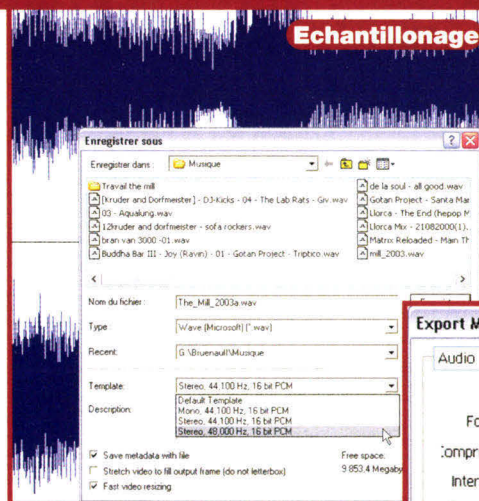 Echantillonage
Enregistrer sous
Enregistrer dans :
Musique
Travail the mill
[Kruder and Dorfmeister] - DJ-Kicks - 04 - The Lab Rats - Giv.wav
03 - Aqualung.wav
12kruder and dorfmeister - sofa rockers.wav
bran van 3000 -01.wav
Buddha Bar III - Joy (Ravin) - 01 - Gotan Project - Triptico.wav
de la soul - all good.wav
Gotan Project - Santa Mar
Llorca - The End (hepop M
Llorca Mix - 21082000(1).
Matrix Reloaded - Main Th
mill_2003.wav
Nom du fichier :
The_Mill_2003a.wav
Type
Wave (Microsoft) (*.wav)
Recent:
G:\Bruenault\Musique
Template:
Stereo, 44,100 Hz, 16 bit PCM
Default Template
Mono, 44,100 Hz, 16 bit PCM
Stereo, 44,100 Hz, 16 bit PCM
Stereo, 48,000 Hz, 16 bit PCM
Description:
Save metadata with file
Stretch video to fill output frame (do not letterbox)
Fast video resizing
Free space:
9 853,4 Megaby
Export M
Audio
Fo
Compr
Inter